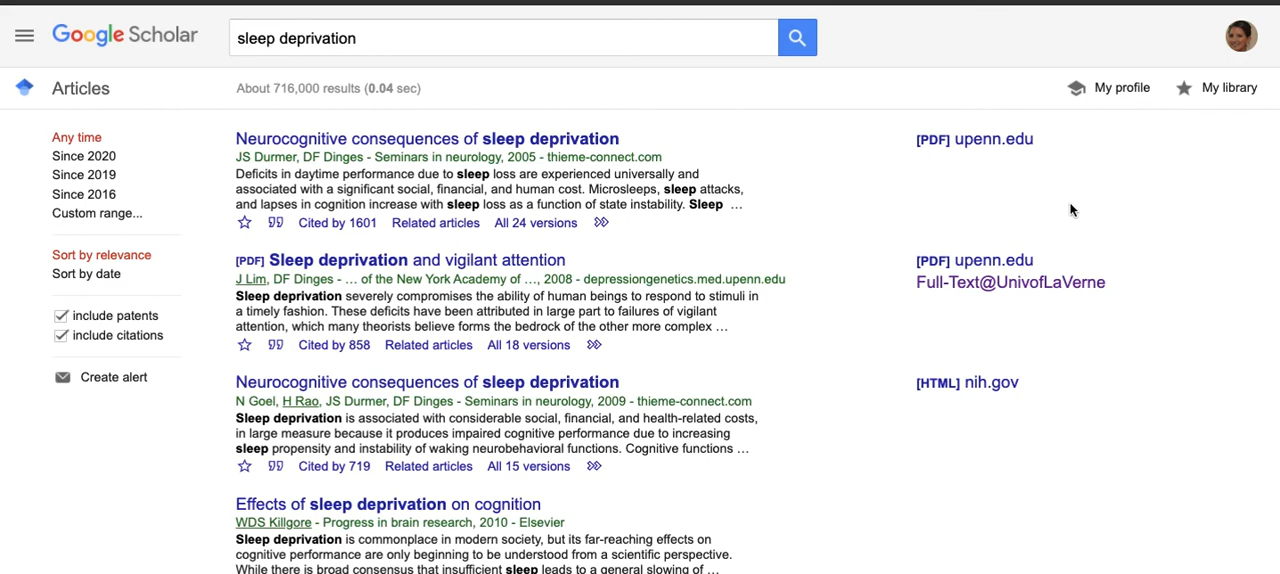 Google Scholar
sleep deprivation
Articles
About 716,000 results (0.04 sec)
My profile
My library
Any time
Since 2020
Since 2019
Since 2016
Custom range...
Sort by relevance
Sort by date
include patents
include citations
Create alert
Neurocognitive consequences of sleep deprivation
[PDF] upenn.edu
JS Durmer, DF Dinges - Seminars in neurology, 2005 - thieme-connect.com
Deficits in daytime performance due to sleep loss are experienced universally and
associated with a significant social, financial, and human cost. Microsleeps, sleep attacks,
and lapses in cognition increase with sleep loss as a function of state instability. Sleep …
Cited by 1601 Related articles All 24 versions
[PDF] Sleep deprivation and vigilant attention
[PDF] upenn.edu
Full-Text@UnivofLaVerne
J Lim, DF Dinges - … of the New York Academy of …, 2008 - depressiongenetics.med.upenn.edu
Sleep deprivation severely compromises the ability of human beings to respond to stimuli in
a timely fashion. These deficits have been attributed in large part to failures of vigilant
attention, which many theorists believe forms the bedrock of the other more complex …
Cited by 858 Related articles All 18 versions
Neurocognitive consequences of sleep deprivation
[HTML] nih.gov
N Goel, H Rao, JS Durmer, DF Dinges - Seminars in neurology, 2009 - thieme-connect.com
Sleep deprivation is associated with considerable social, financial, and health-related costs,
in large measure because it produces impaired cognitive performance due to increasing
sleep propensity and instability of waking neurobehavioral functions. Cognitive functions …
Cited by 719 Related articles All 15 versions
Effects of sleep deprivation on cognition
WDS Killgore - Progress in brain research, 2010 - Elsevier
Sleep deprivation is commonplace in modern society, but its far-reaching effects on
cognitive performance are only beginning to be understood from a scientific perspective.
While there is broad consensus that insufficient sleep leads to a general slowing of …